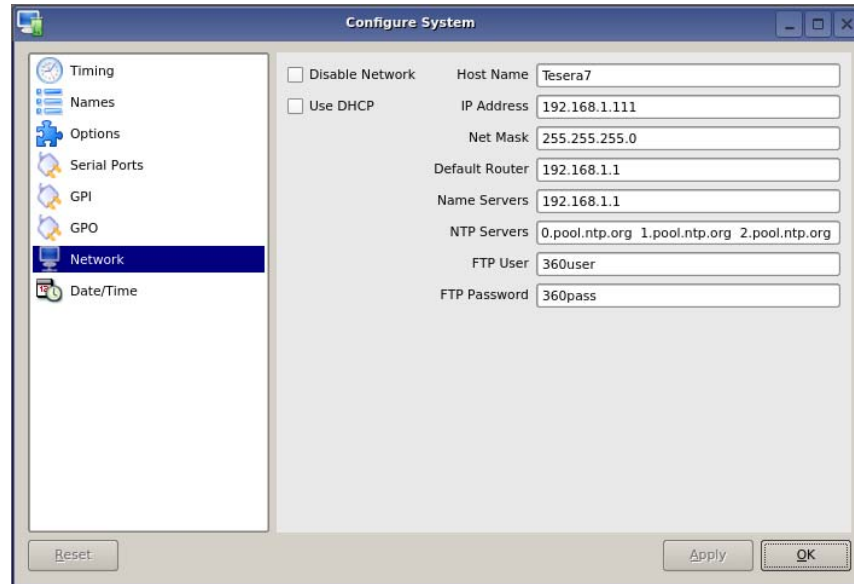 Configure System
Timing
Names
Options
Serial Ports
GPI
GPO
Network
Date/Time
Disable Network
Use DHCP
Host Name Tesera7
IP Address 192.168.1.111
Net Mask 255.255.255.0
Default Router 192.168.1.1
Name Servers 192.168.1.1
NTP Servers 0.pool.ntp.org 1.pool.ntp.org 2.pool.ntp.org
FTP User 360user
FTP Password 360pass
Reset
Apply
OK